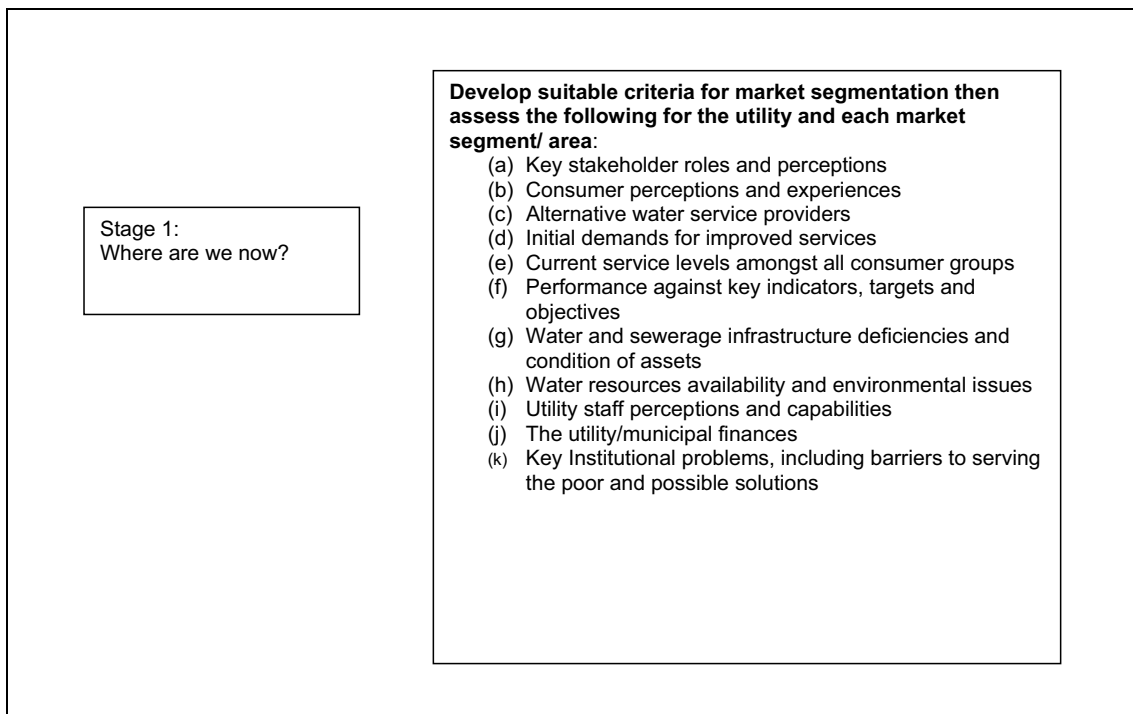 Stage 1:
Where are we now?
Develop suitable criteria for market segmentation then
assess the following for the utility and each market
segment/ area:
(a) Key stakeholder roles and perceptions
(b) Consumer perceptions and experiences
(c) Alternative water service providers
(d) Initial demands for improved services
(e) Current service levels amongst all consumer groups
(f) Performance against key indicators, targets and
objectives
(g) Water and sewerage infrastructure deficiencies and
condition of assets
(h) Water resources availability and environmental issues
(i) Utility staff perceptions and capabilities
(j) The utility/municipal finances
(k) Key Institutional problems, including barriers to serving
the poor and possible solutions